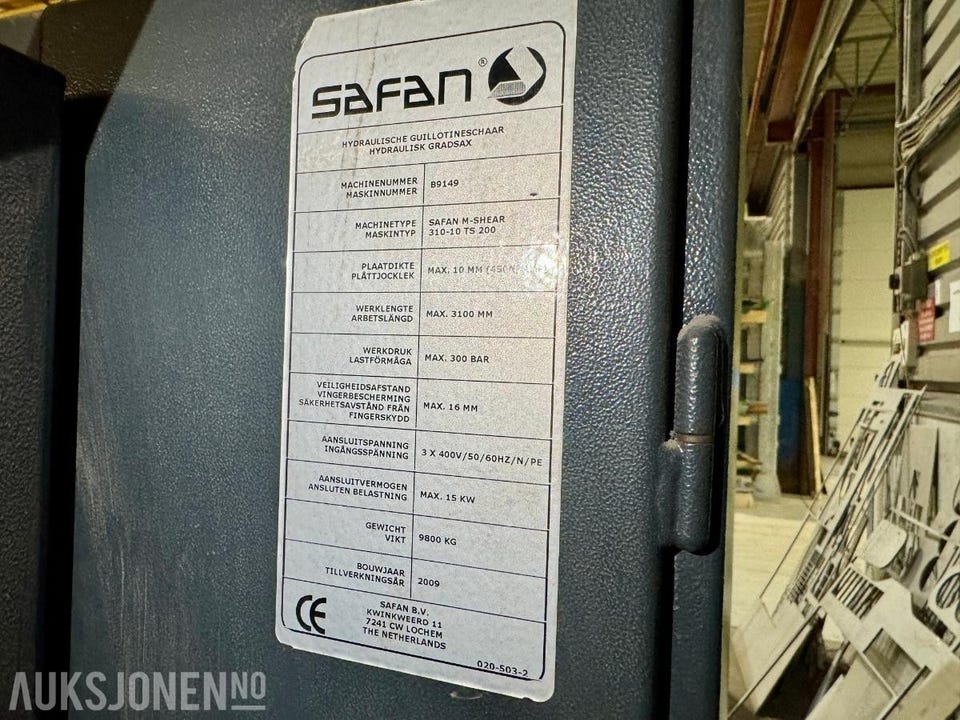 SAFAN ®
HYDRAULISCHE GUILLOTINESCHAAR
HYDRAULISK GRADSAX
MACHINENUMMER
MASKINNUMMER
B9149
MACHINETYPE
MASKINTYP
SAFAN M-SHEAR
310-10 TS 200
PLAATDIKTE
PLÅTTJOCKLEK
MAX. 10 MM
WERKLENGTE
ARBETSLÄNGD
MAX. 3100 MM
WERKDRUK
LASTFÖRMÅGA
MAX. 300 BAR
VEILIGHEIDSAFSTAND
VINGERBESCHERMING
SÄKERHETSAVSTÅND FRÅN
FINGERSKYDD
MAX. 16 MM
AANSLUITSPANNING
INGÅNGSSPÄNNING
3 X 400V/50/60HZ/N/PE
AANSLUITVERMOGEN
ANSLUTEN BELASTNING
MAX. 15 KW
GEWICHT
VIKT
9800 KG
BOUWJAAR
TILLVERKNINGSÅR
2009
CE
SAFAN B.V.
KWINKWEERD 11
7241 CW LOCHEM
THE NETHERLANDS
020-503-2
AUKSJONEN.NO